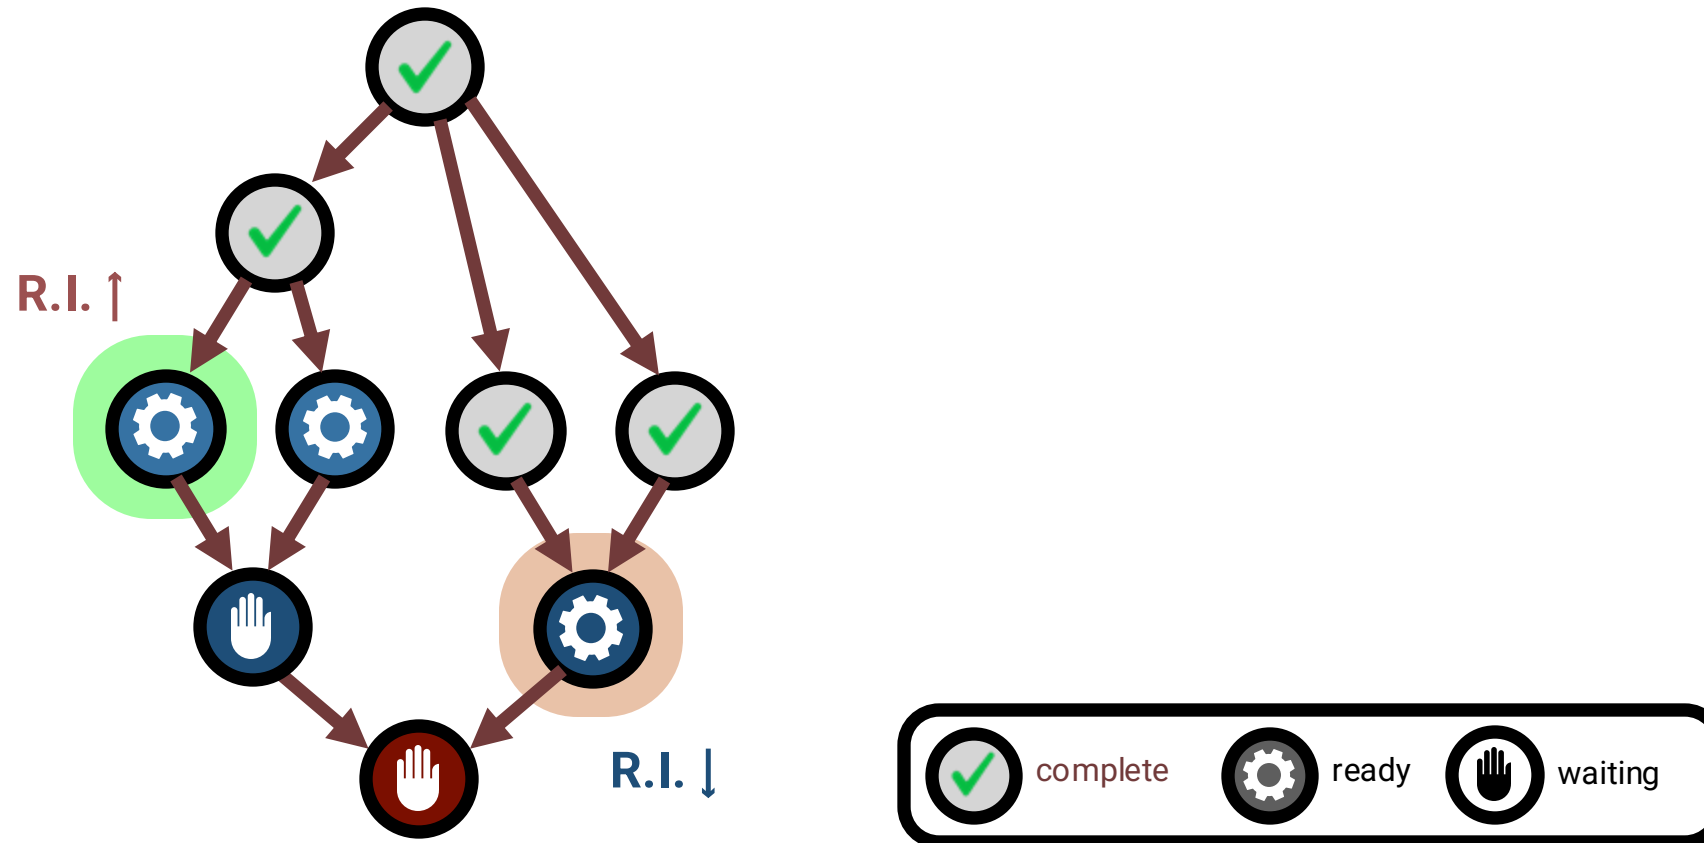 R.I. ↑
R.I. ↓
complete
ready
waiting